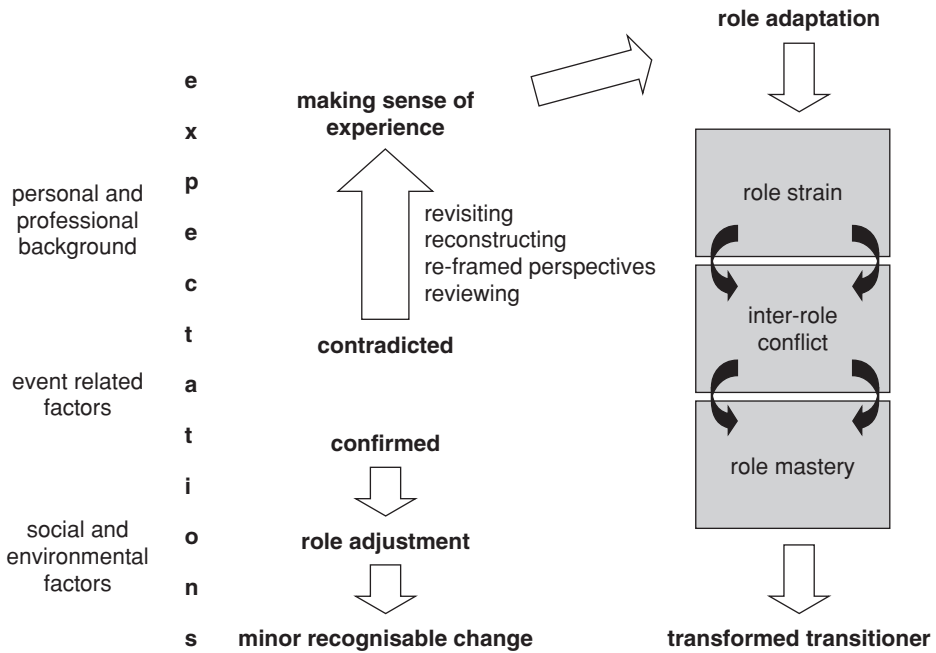 personal and
professional
background
event related
factors
social and
environmental
factors
e
x
p
e
c
t
a
t
i
o
n
s
making sense of
experience
revisiting
reconstructing
re-framed perspectives
reviewing
contradicted
confirmed
role adjustment
minor recognisable change
role adaptation
role strain
inter-role
conflict
role mastery
transformed transitioner